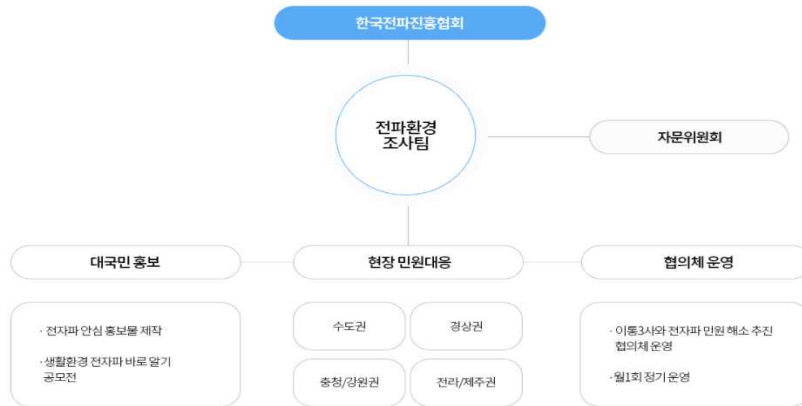 한국전파진흥협회
전파환경
조사팀
자문위원회
대국민 홍보
현장 민원대응
협의체 운영
· 전자파 안심 홍보물 제작
· 생활환경 전자파 바로 알기
공모전
수도권
경상권
충청/강원권
전라/제주권
· 이통3사와 전자파 민원 해소 추진
협의체 운영
· 월1회 정기 운영